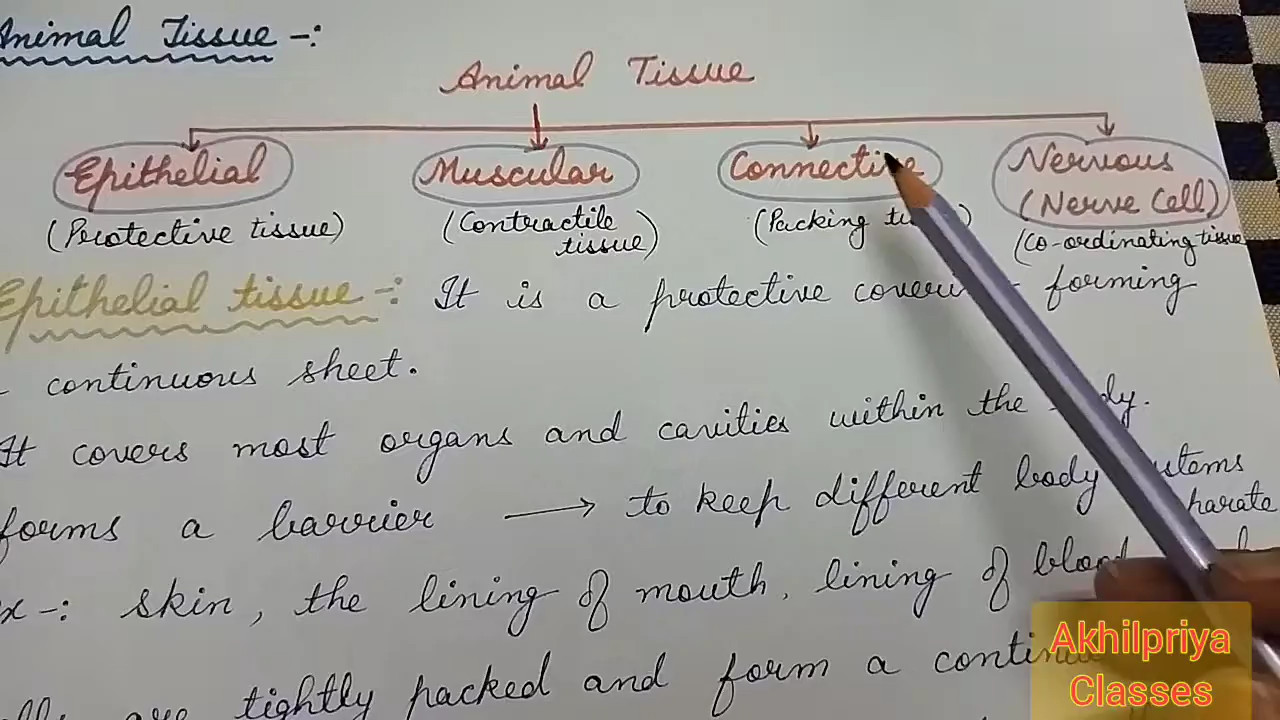 Animal Tissue -:
Animal Tissue
Epithelial
(Protective tissue)
Muscular
(Contractile
tissue)
Connective
(Packing
Nervous
(Nerve Cell)
(Co-ordinating tissue
Epithelial tissue -: It is a protective forming
continuous sheet.
It covers most organs and cavities within the
forms a barrier → to keep different body
skin, the lining of mouth, lining of
are tightly packed and form a
Akhilpriya
Classes